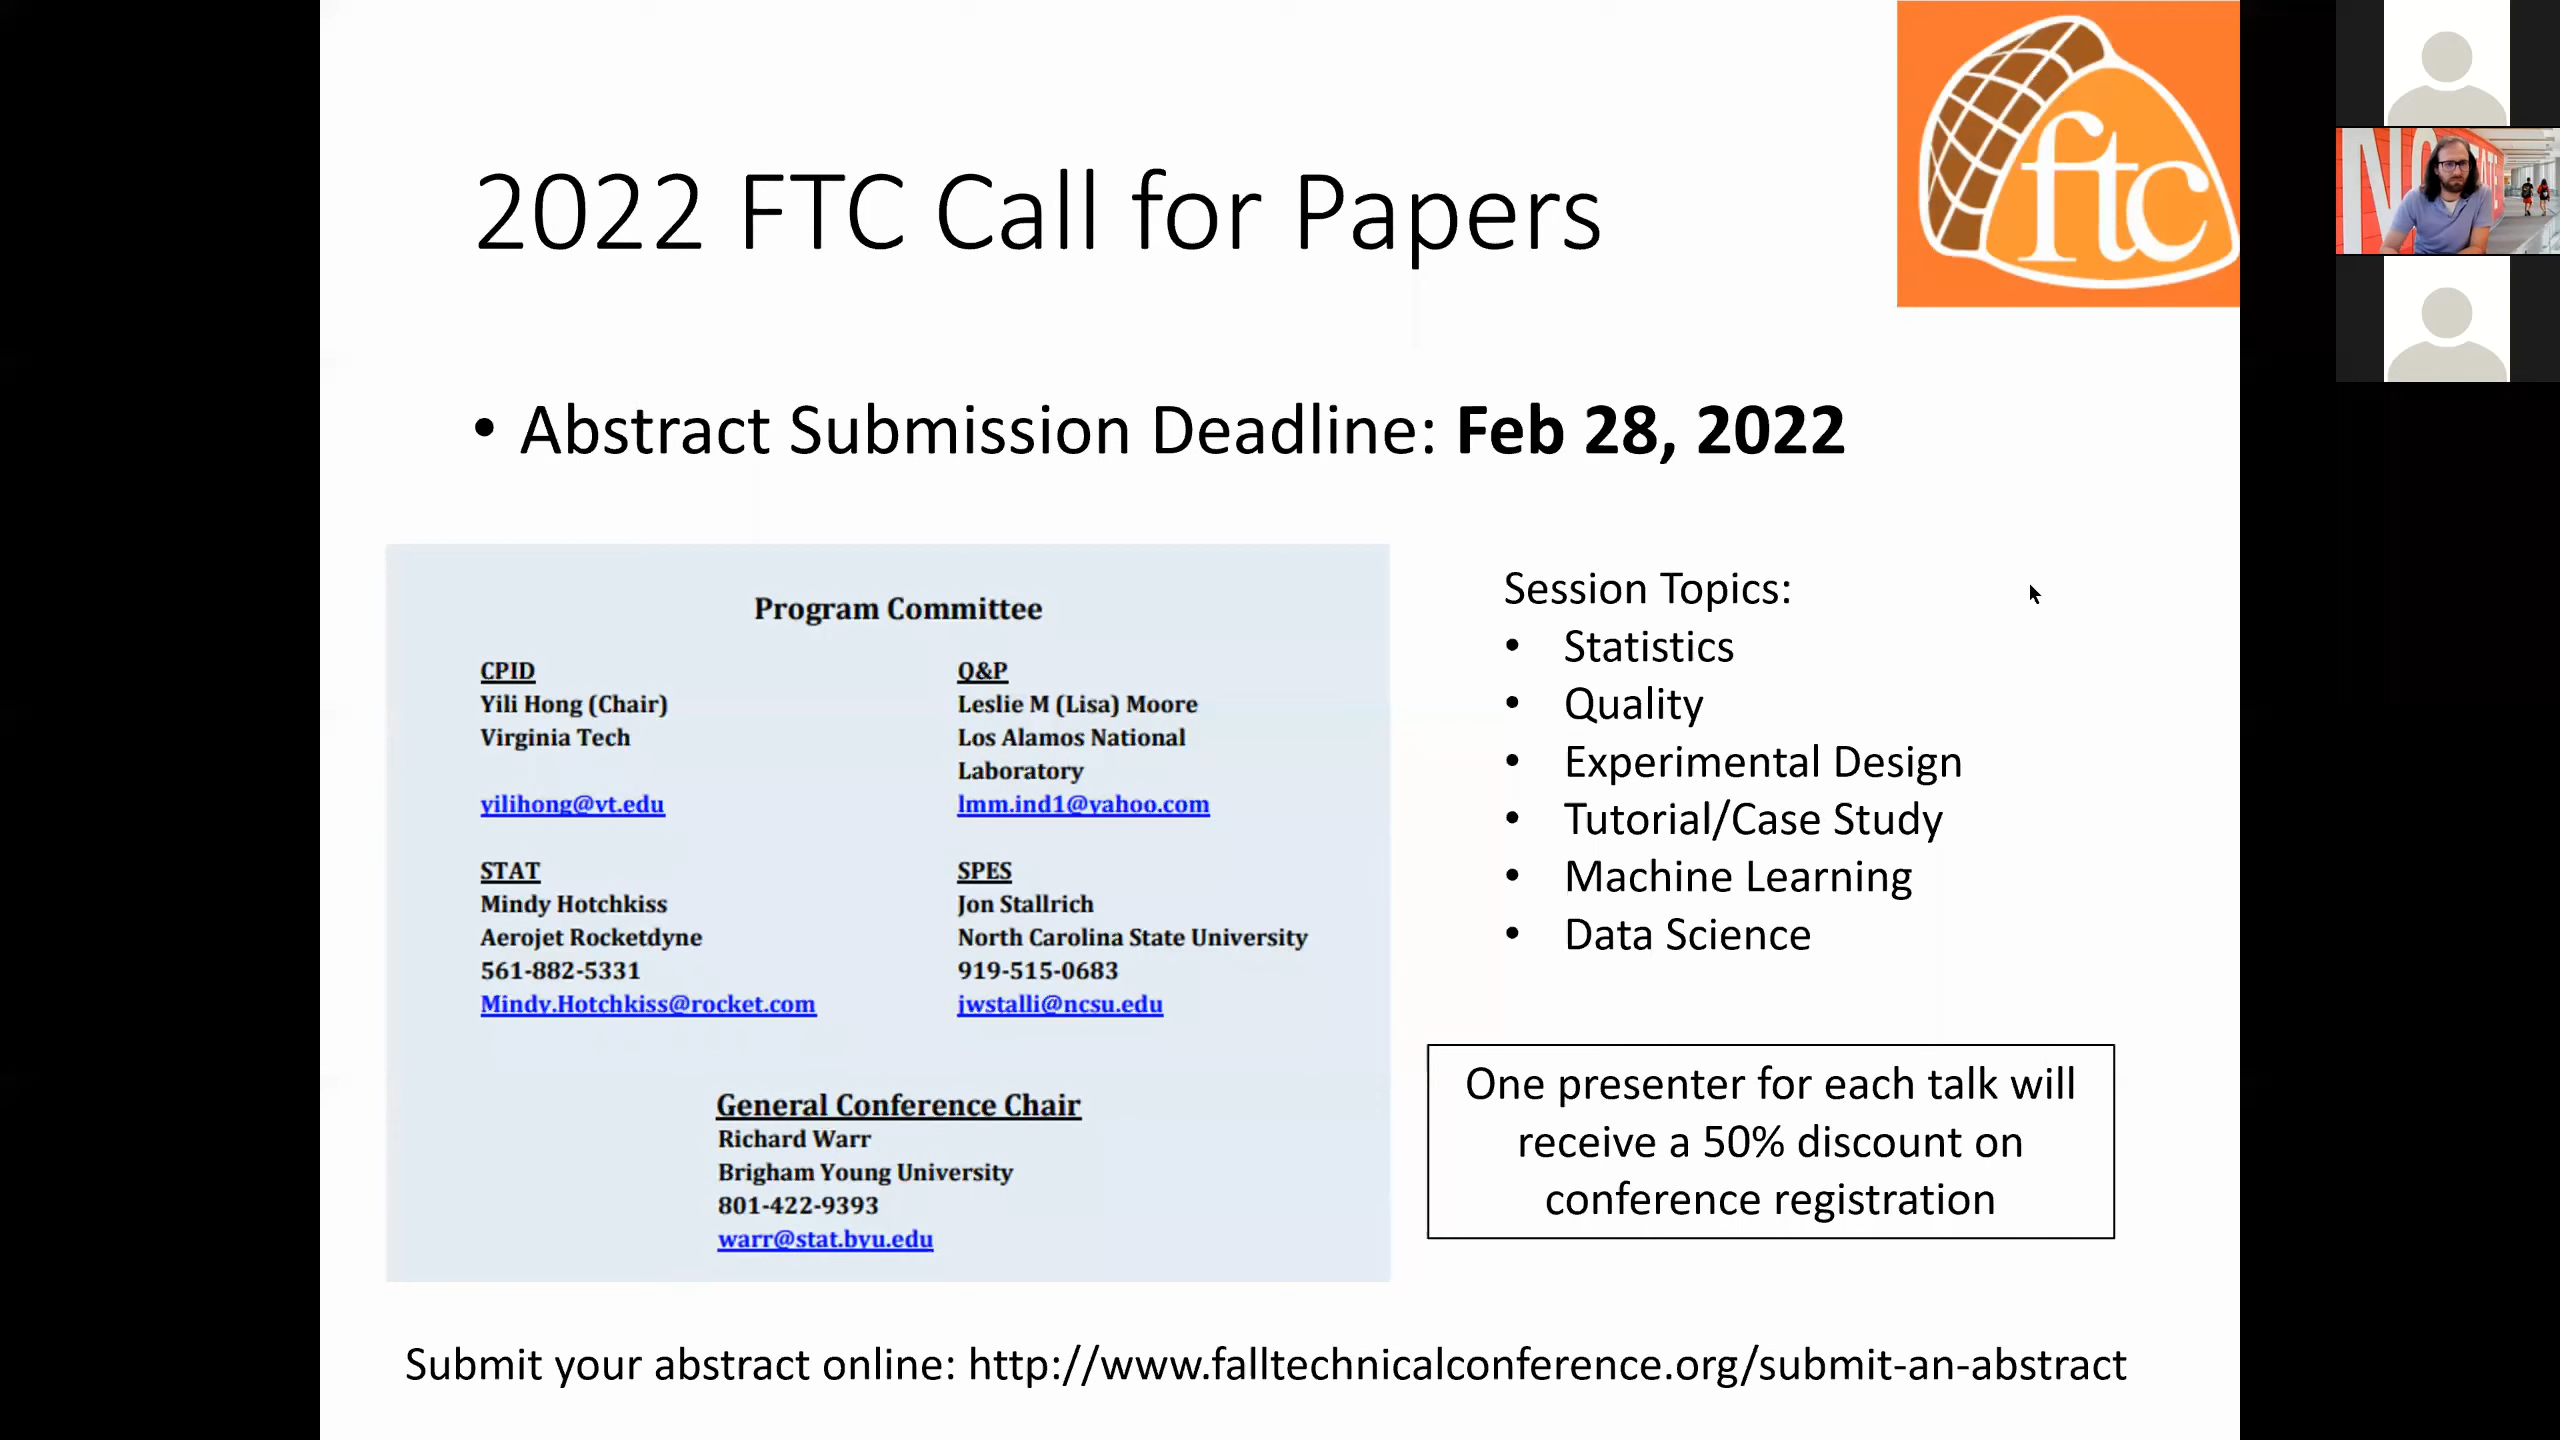 2022 FTC Call for Papers
ftc
• Abstract Submission Deadline: Feb 28, 2022
Program Committee
CPID
Yili Hong (Chair)
Virginia Tech
yilihong@vt.edu
Q&P
Leslie M (Lisa) Moore
Los Alamos National
Laboratory
lmm.ind1@yahoo.com
STAT
Mindy Hotchkiss
Aerojet Rocketdyne
561-882-5331
Mindy.Hotchkiss@rocket.com
SPES
Jon Stallrich
North Carolina State University
919-515-0683
jwstalli@ncsu.edu
General Conference Chair
Richard Warr
Brigham Young University
801-422-9393
warr@stat.byu.edu
Session Topics:
• Statistics
• Quality
• Experimental Design
• Tutorial/Case Study
• Machine Learning
• Data Science
One presenter for each talk will
receive a 50% discount on
conference registration
Submit your abstract online: http://www.falltechnicalconference.org/submit-an-abstract